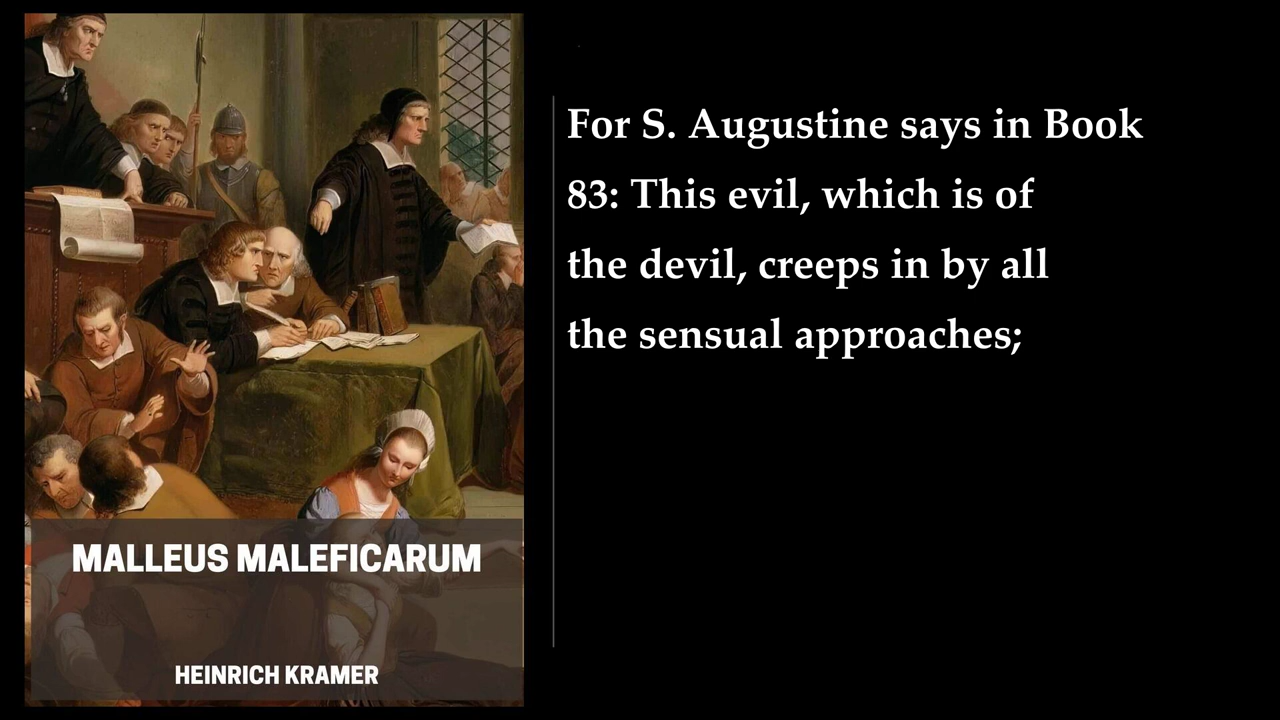 MALLEUS MALEFICARUM
HEINRICH KRAMER
For S. Augustine says in Book
83: This evil, which is of
the devil, creeps in by all
the sensual approaches;